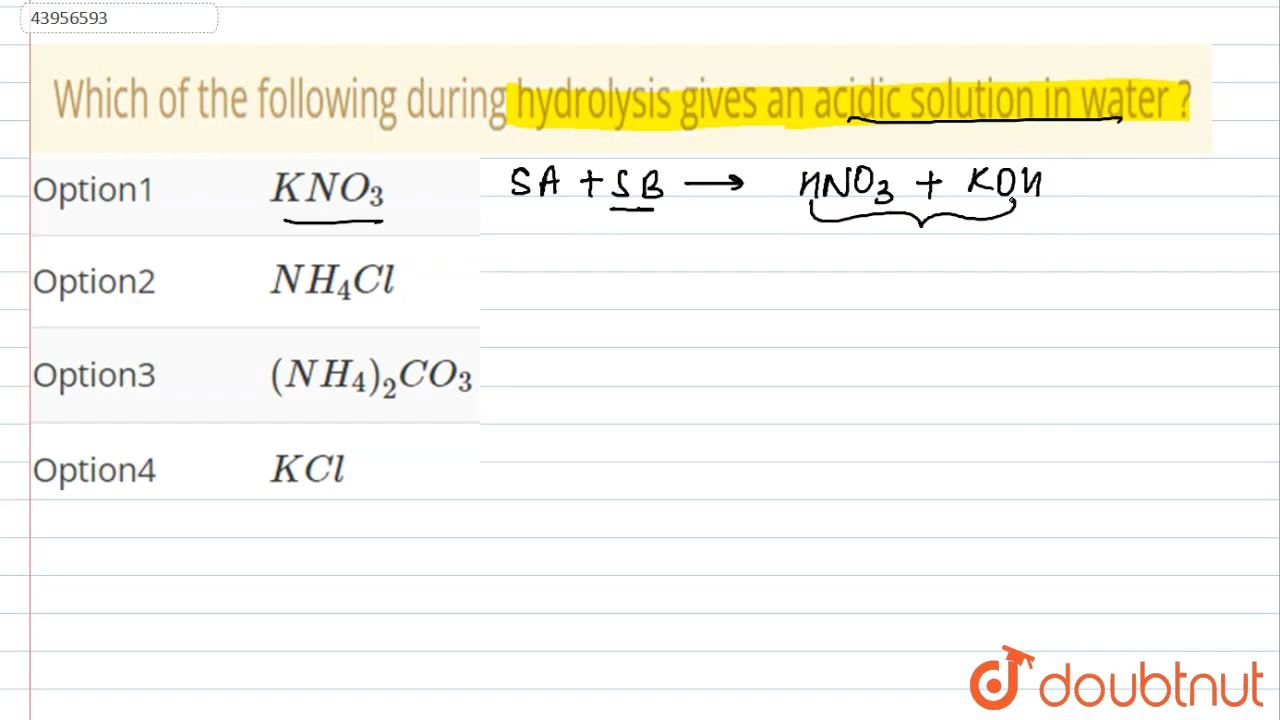 43956593
Which of the following during hydrolysis gives an acidic solution in water ?
Option1 KNO₃ SA + SB → HNO₃ + KOH
Option2 NH₄Cl
Option3 (NH₄)₂CO₃
Option4 KCl
doubtnut